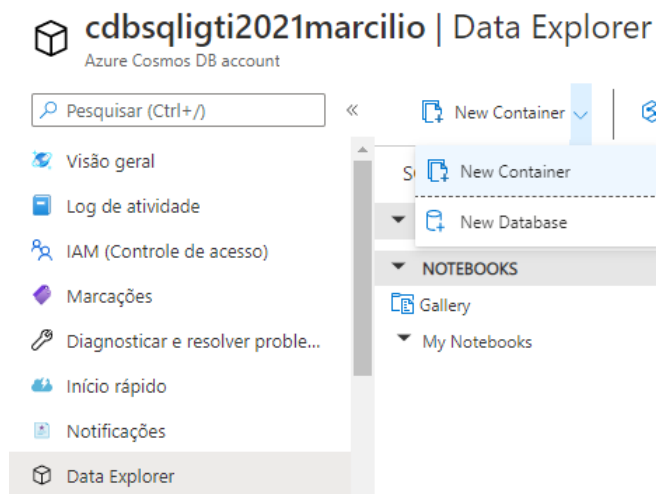 cdbsqligti2021marcilio | Data Explorer
Azure Cosmos DB account
Pesquisar (Ctrl+/)
«
New Container
Visão geral
Log de atividade
IAM (Controle de acesso)
Marcações
Diagnosticar e resolver proble...
Início rápido
Notificações
Data Explorer
New Container
New Database
NOTEBOOKS
Gallery
My Notebooks